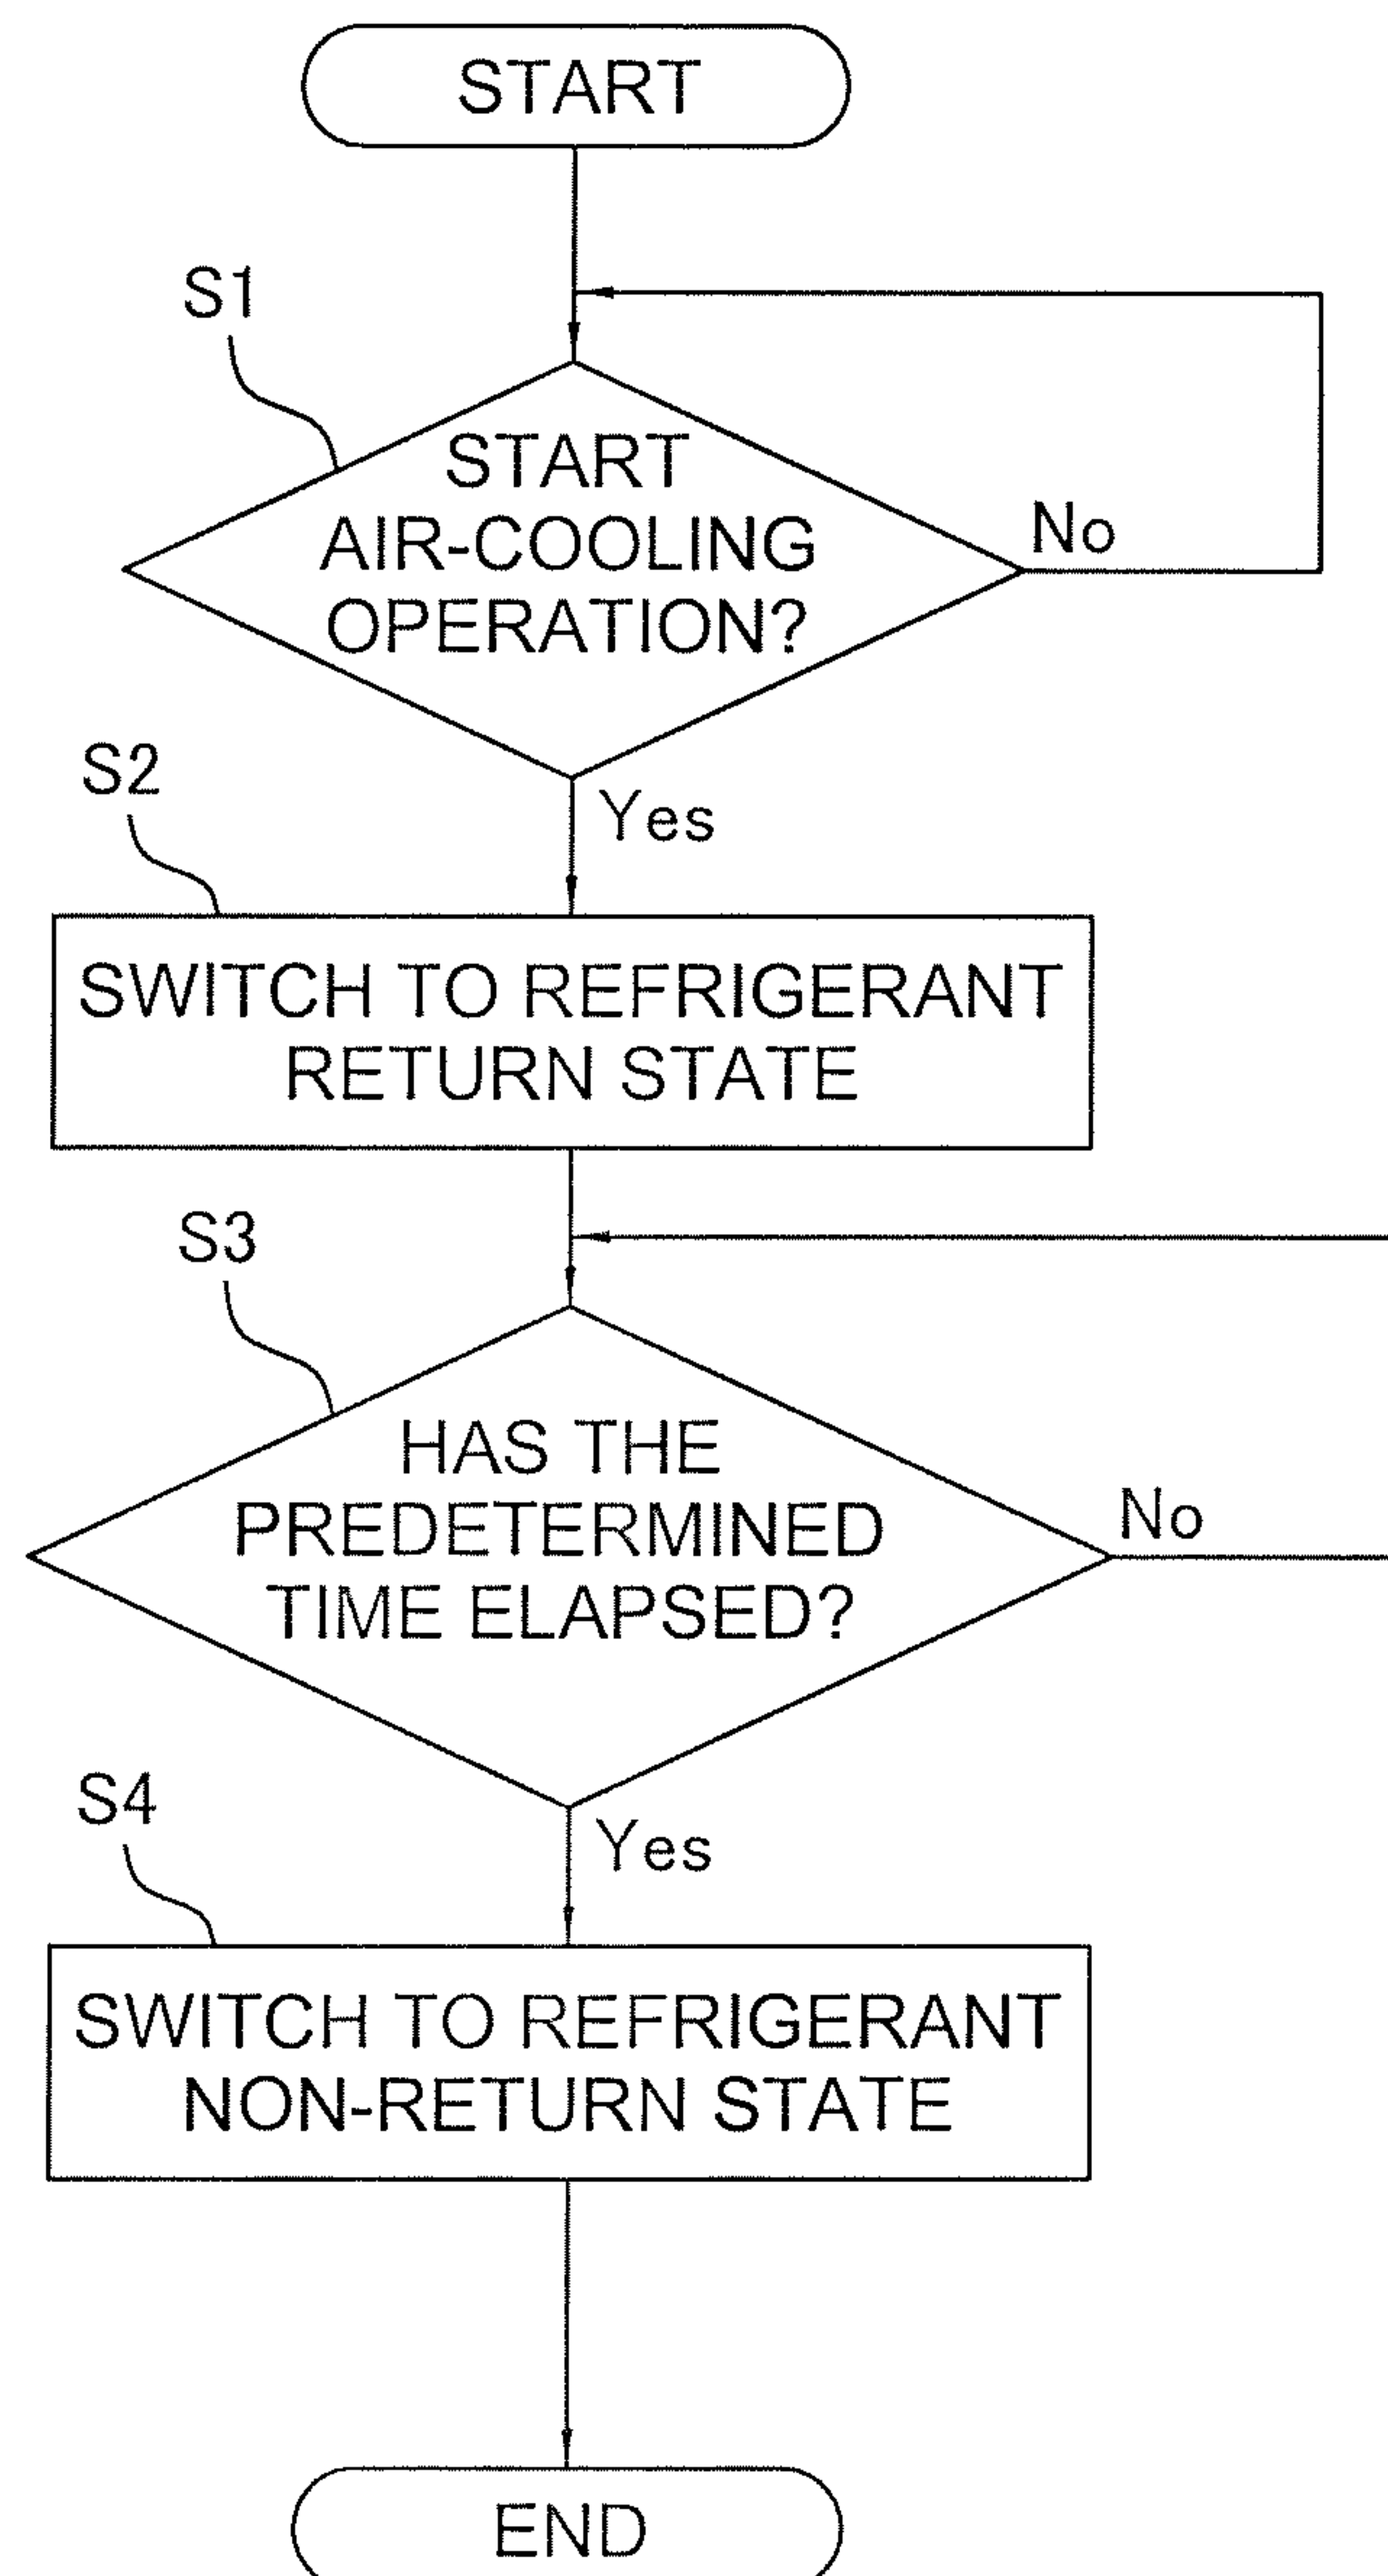 START
S1
START
AIR-COOLING
OPERATION?
No
Yes
S2
SWITCH TO REFRIGERANT
RETURN STATE
S3
HAS THE
PREDETERMINED
TIME ELAPSED?
No
Yes
S4
SWITCH TO REFRIGERANT
NON-RETURN STATE
END